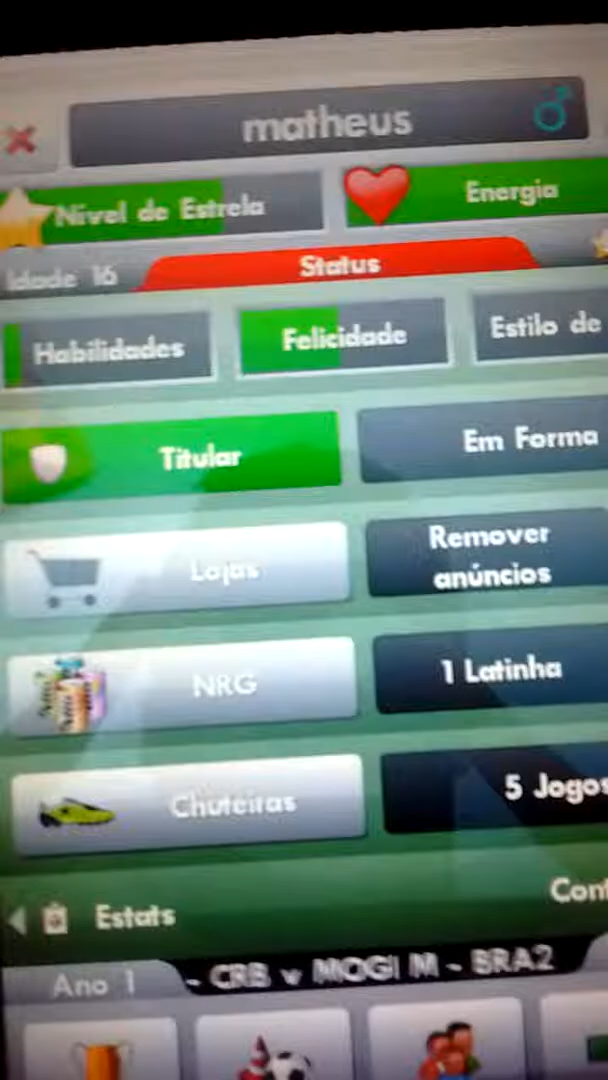 matheus
Nível de Estrela
Energia
Idade 16
Status
Habilidades
Felicidade
Estilo de
Titular
Em Forma
Lojas
Remover
anúncios
NRG
1 Latinha
Chuteiras
5 Jogos
Estats
Cont
Ano 1
- CRB v MOGI M - BRA2